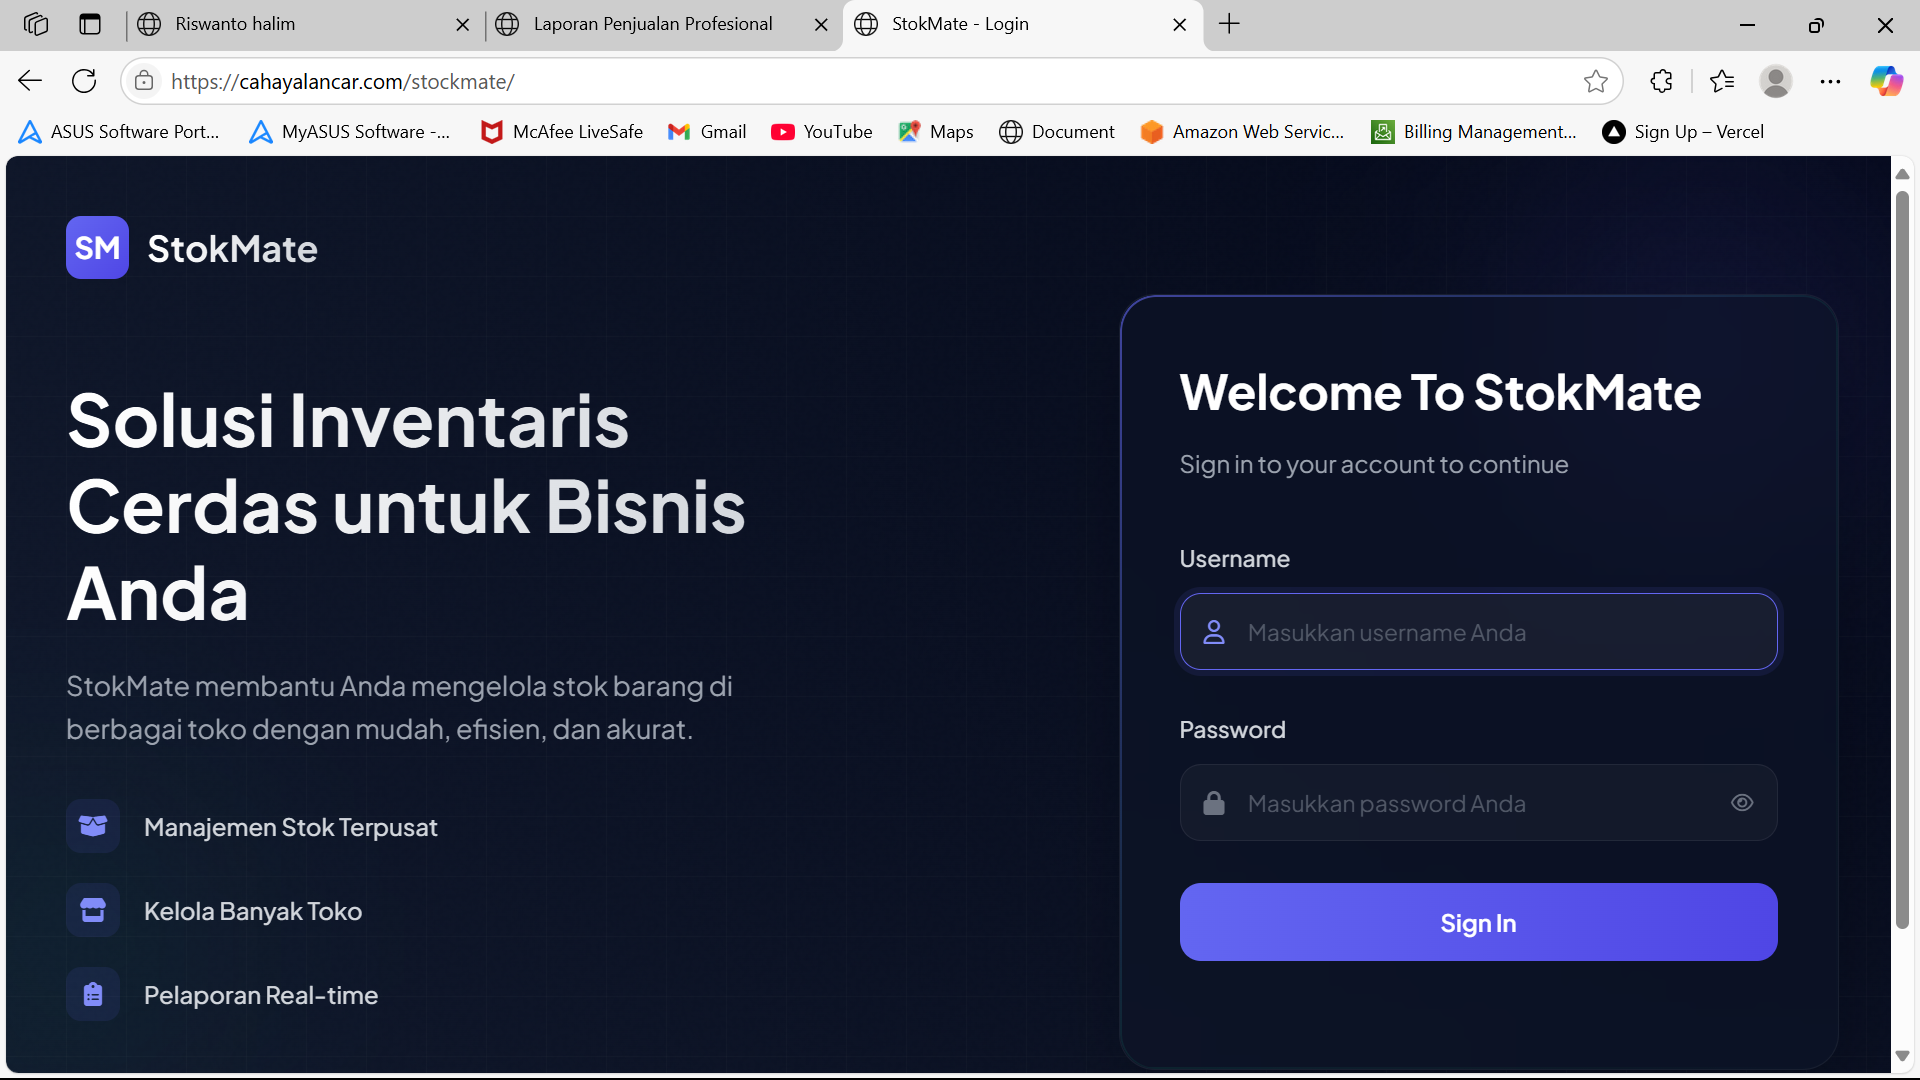 Riswanto halim
Laporan Penjualan Profesional
StokMate - Login
https://cahayalancar.com/stockmate/
ASUS Software Port...
MyASUS Software -...
McAfee LiveSafe
Gmail
YouTube
Maps
Document
Amazon Web Servic...
Billing Management...
Sign Up – Vercel
SM
StokMate
Solusi Inventaris
Cerdas untuk Bisnis
Anda
StokMate membantu Anda mengelola stok barang di
berbagai toko dengan mudah, efisien, dan akurat.
Manajemen Stok Terpusat
Kelola Banyak Toko
Pelaporan Real-time
Welcome To StokMate
Sign in to your account to continue
Username
Masukkan username Anda
Password
Masukkan password Anda
Sign In